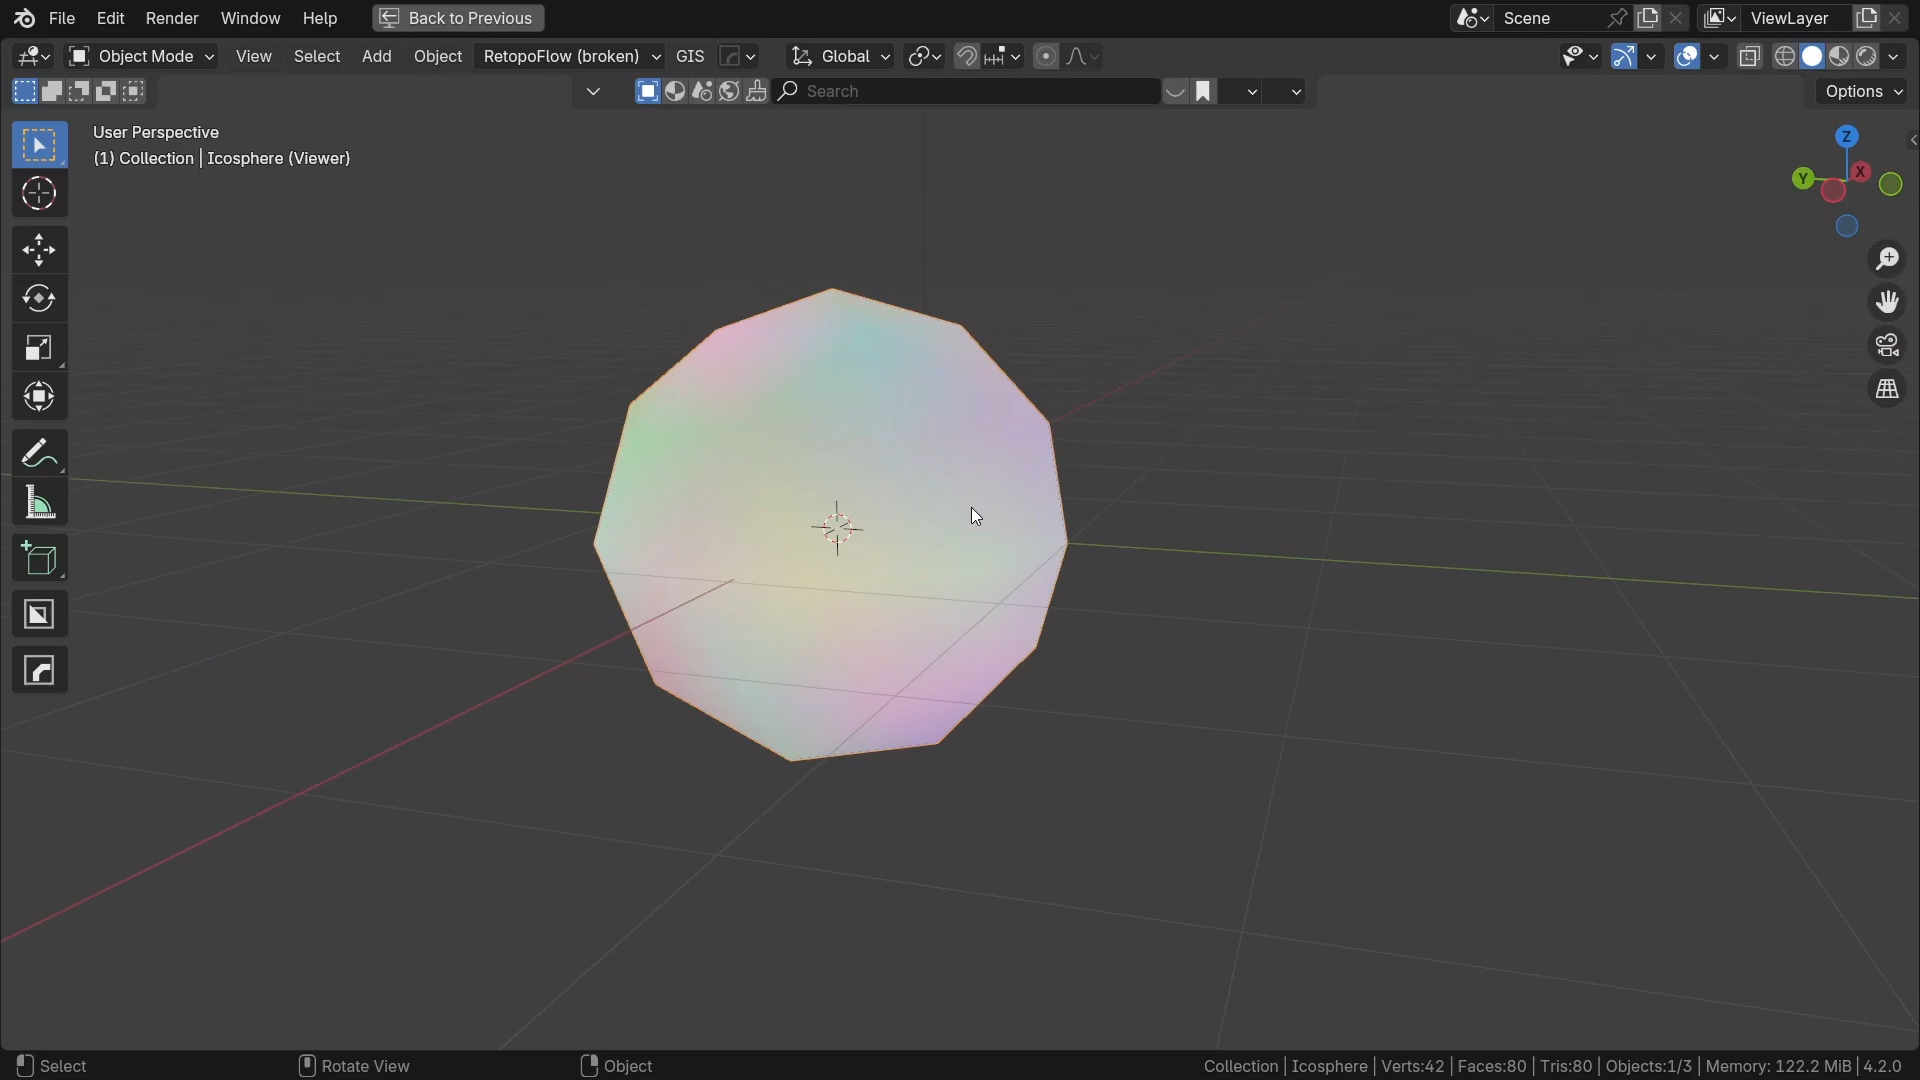 File Edit Render Window Help Back to Previous Scene ViewLayer
Object Mode View Select Add Object RetopoFlow (broken) GIS Global
Search Options
User Perspective
(1) Collection | Icosphere (Viewer)
Z
Y X
Select Rotate View Object Collection | Icosphere | Verts:42 | Faces:80 | Tris:80 | Objects:1/3 | Memory: 122.2 MiB | 4.2.0